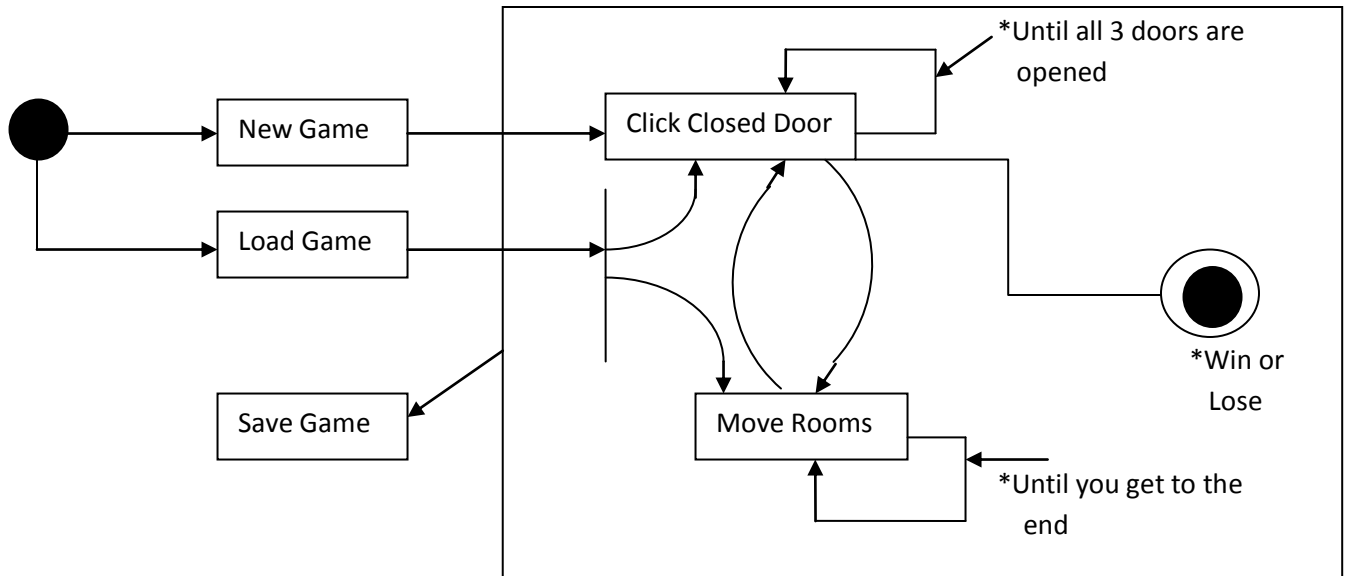 *Until all 3 doors are
opened
New Game
Click Closed Door
Load Game
*Win or
Lose
Save Game
Move Rooms
*Until you get to the
end